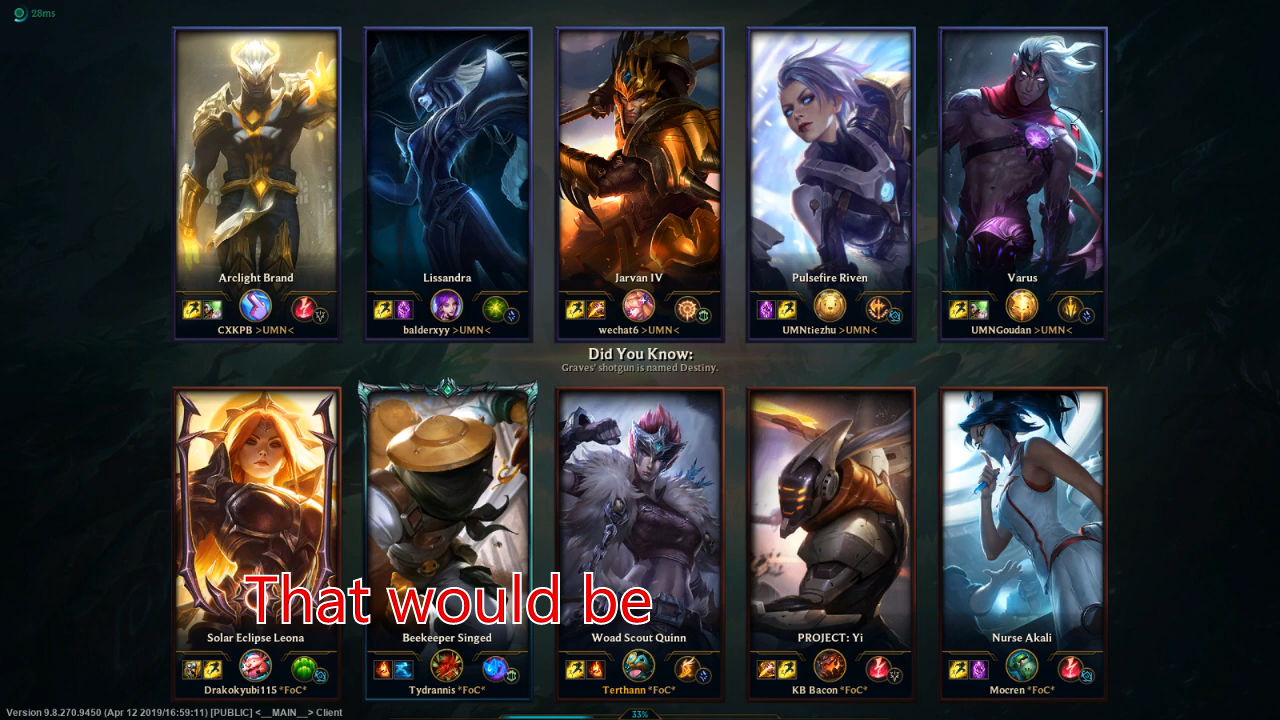 28ms
Arclight Brand
Lissandra
Jarvan IV
Pulsefire Riven
Varus
CXKPB >UMN<
balderxyy >UMN<
wechat6 >UMN<
UMNtiezhu >UMN<
UMNGoudan >UMN<
Did You Know:
Graves' shotgun is named Destiny.
That would be
Solar Eclipse Leona
Beekeeper Singed
Woad Scout Quinn
PROJECT: Yi
Nurse Akali
Drakokyubi115 *FoC*
Tydrannis *FoC*
Terthann *FoC*
KB Bacon *FoC*
Mocren *FoC*
Version 9.8.270.9450 (Apr 12 2019/16:59:11) [PUBLIC] <__MAIN__> Client
33%